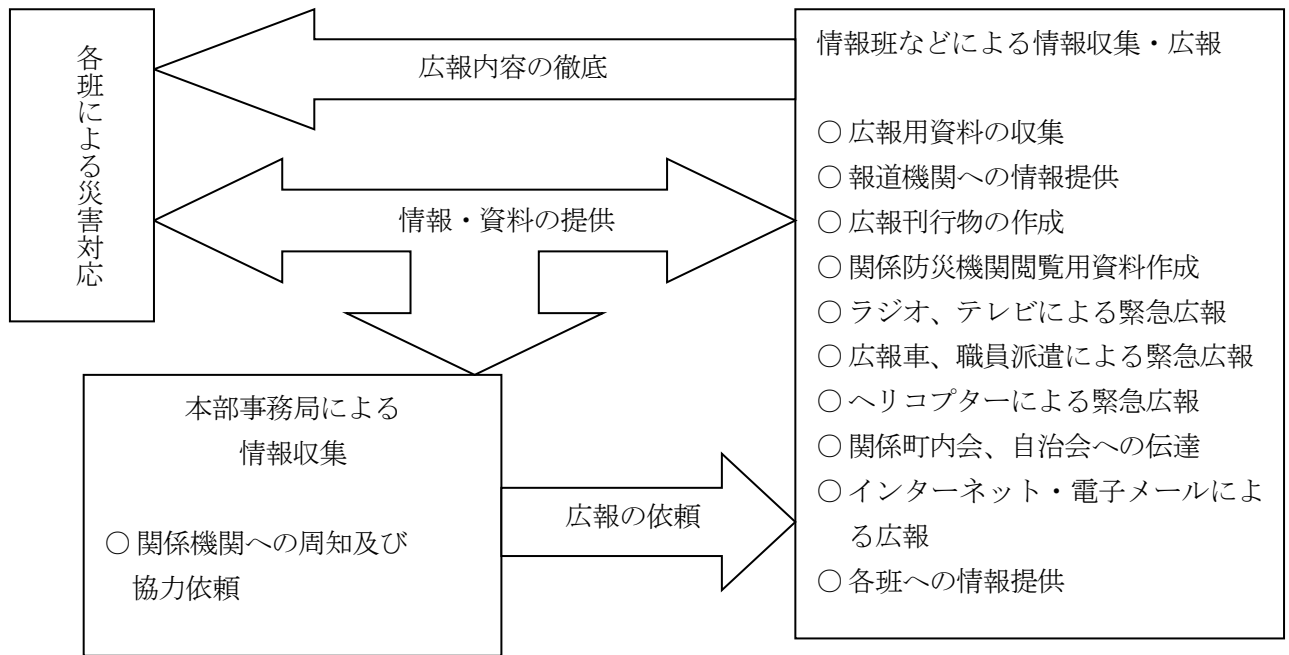 各班による災害対応
広報内容の徹底
情報・資料の提供
本部事務局による
情報収集
○ 関係機関への周知及び
協力依頼
広報の依頼
情報班などによる情報収集・広報
○ 広報用資料の収集
○ 報道機関への情報提供
○ 広報刊行物の作成
○ 関係防災機関閲覧用資料作成
○ ラジオ、テレビによる緊急広報
○ 広報車、職員派遣による緊急広報
○ ヘリコプターによる緊急広報
○ 関係町内会、自治会への伝達
○ インターネット・電子メールによ
る広報
○ 各班への情報提供